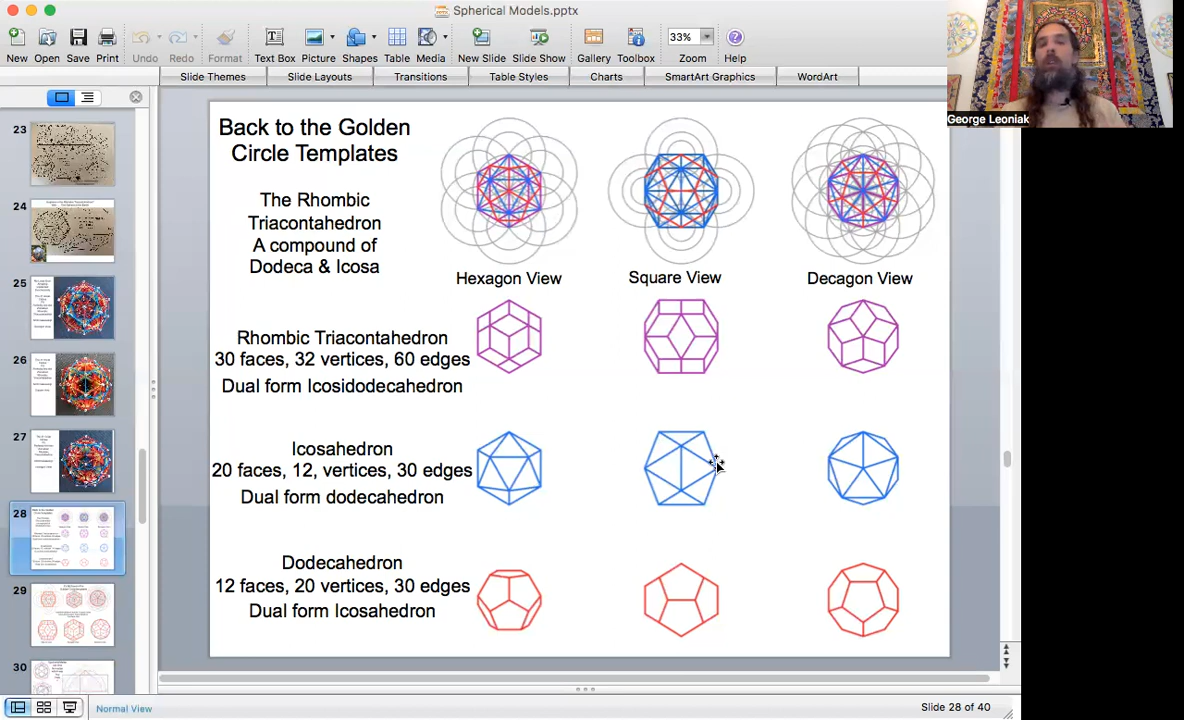 Spherical Models.pptx
New Open Save Print Undo Redo Format Text Box Picture Shapes Table Media New Slide Slide Show Gallery Toolbox Zoom Help
33%
Slide Themes Slide Layouts Transitions Table Styles Charts SmartArt Graphics WordArt
George Leoniak
23
24
25
26
27
28
29
30
Back to the Golden
Circle Templates
The Rhombic
Triacontahedron
A compound of
Dodeca & Icosa
Hexagon View
Square View
Decagon View
Rhombic Triacontahedron
30 faces, 32 vertices, 60 edges
Dual form Icosidodecahedron
Icosahedron
20 faces, 12, vertices, 30 edges
Dual form dodecahedron
Dodecahedron
12 faces, 20 vertices, 30 edges
Dual form Icosahedron
Normal View
Slide 28 of 40